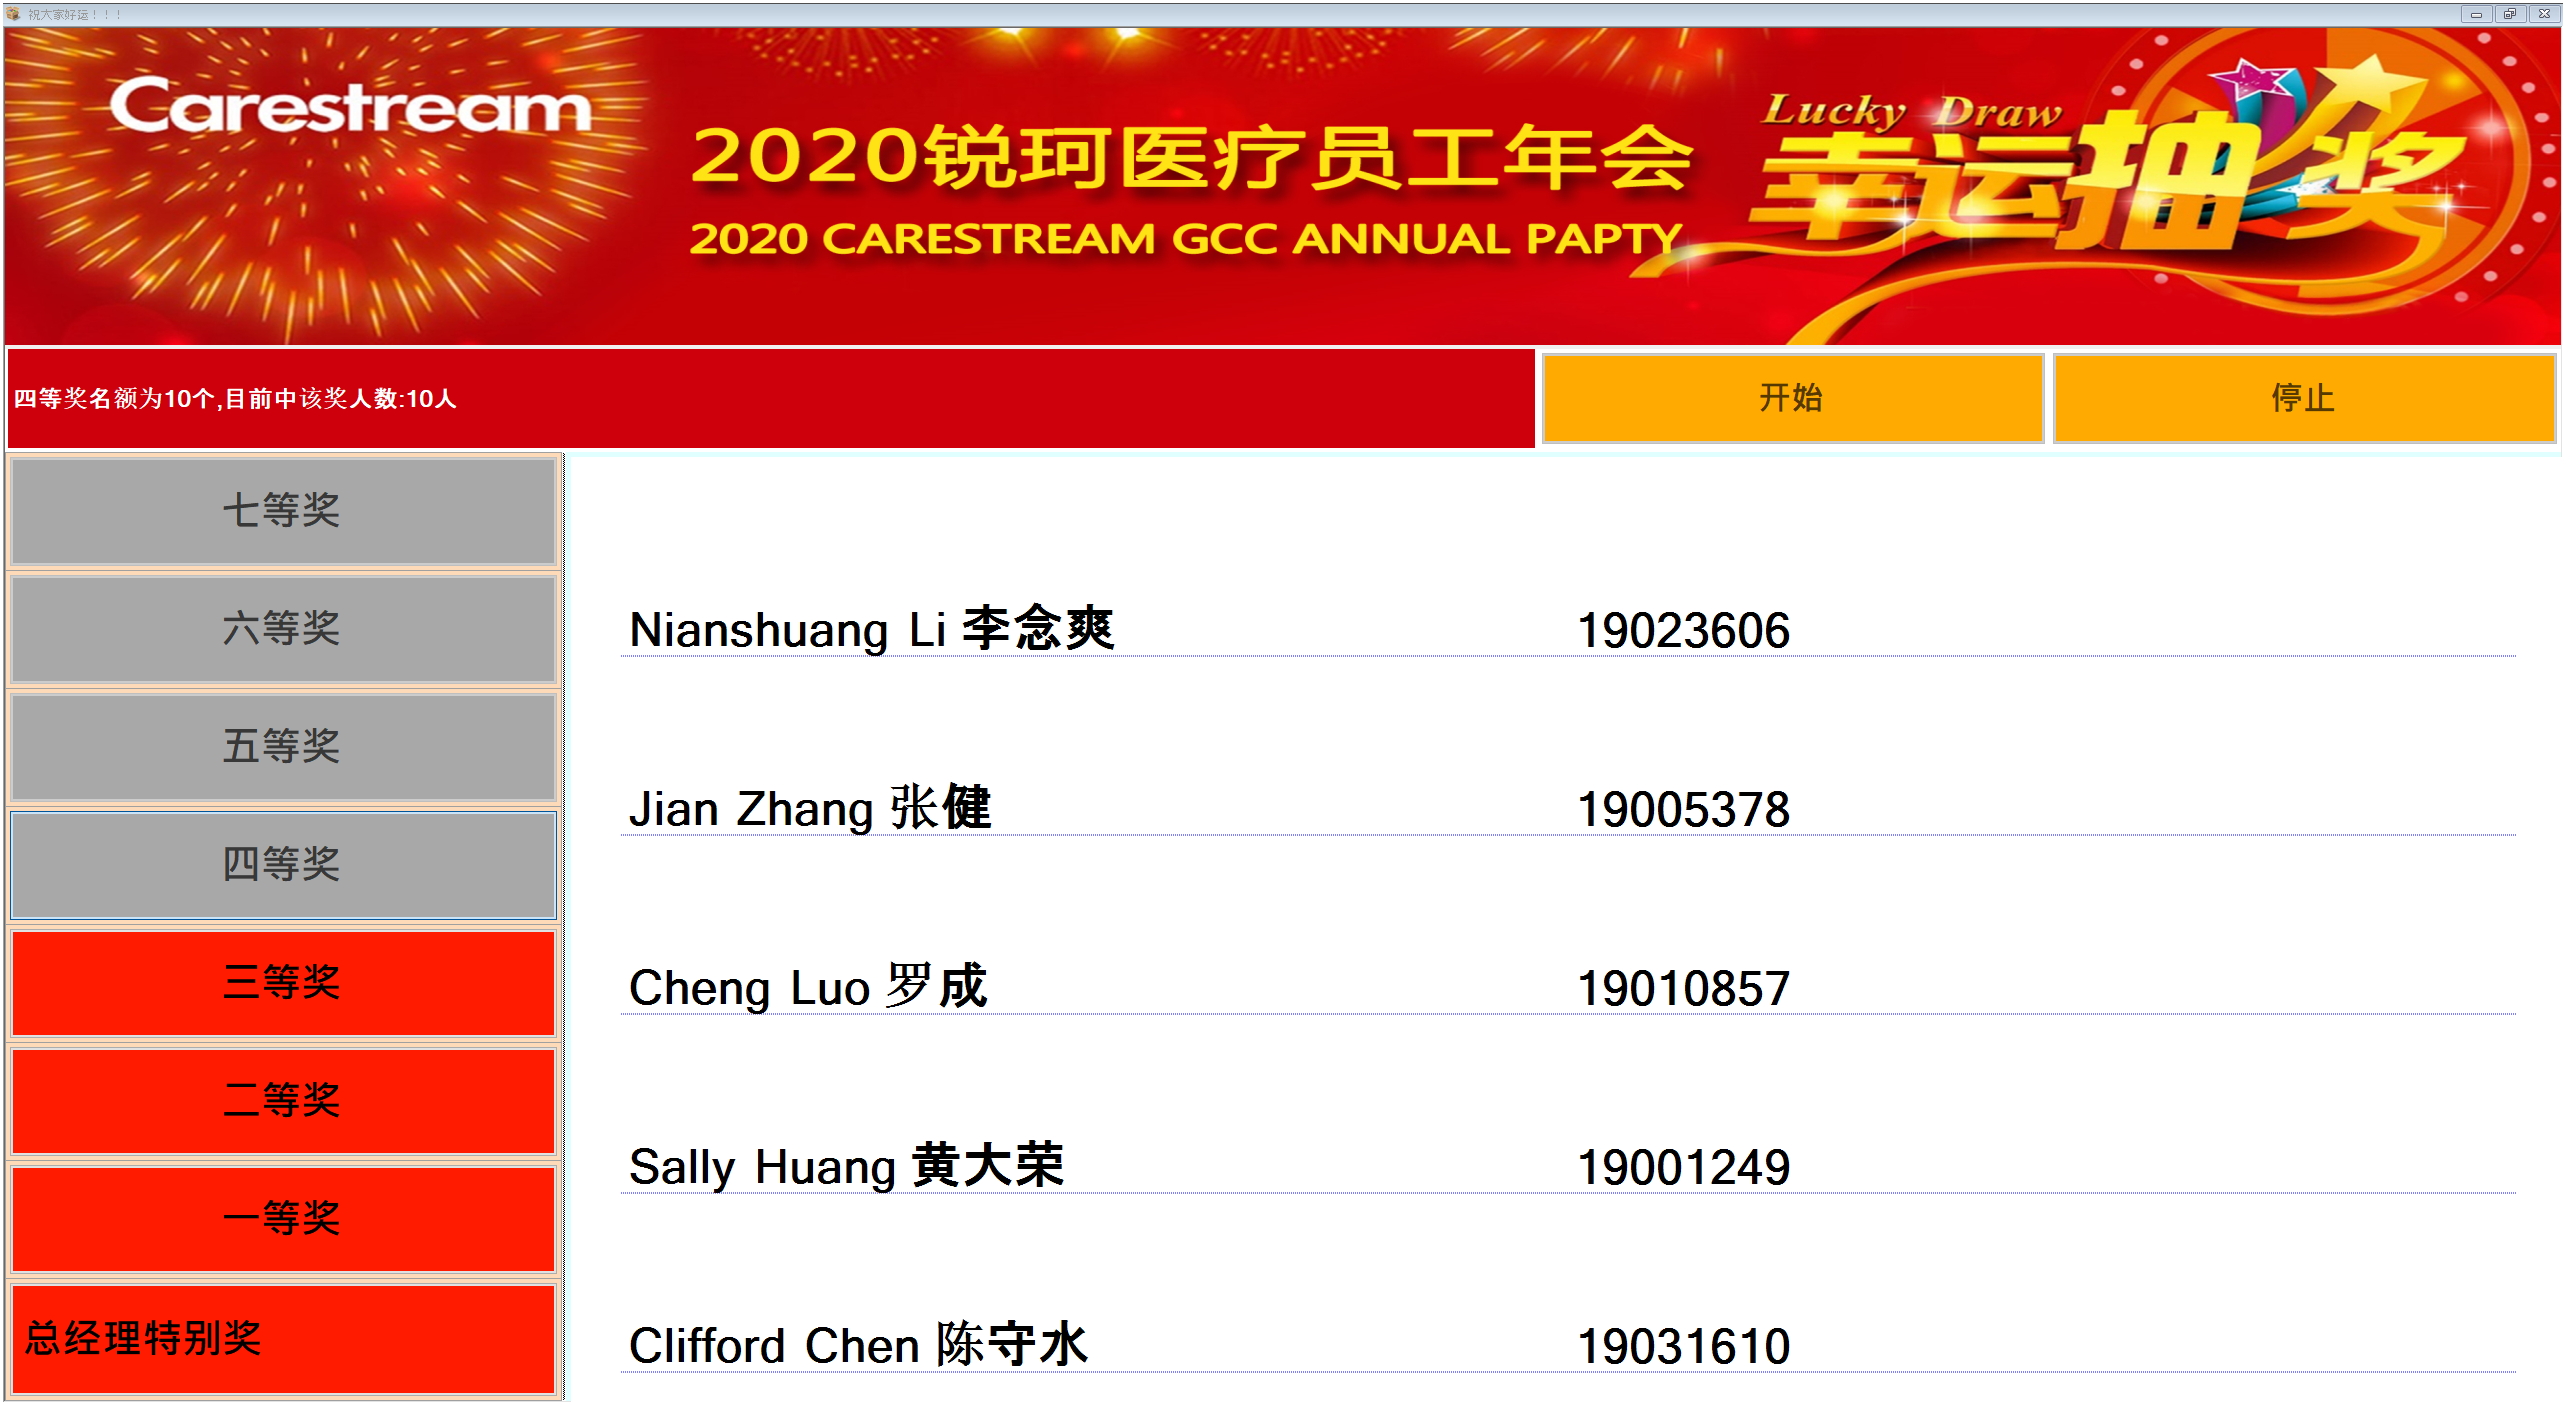 祝大家好运！！！
Carestream
2020锐珂医疗员工年会
2020 CARESTREAM GCC ANNUAL PAPTY
Lucky Draw
幸运抽奖
四等奖名额为10个,目前中该奖人数:10人
开始
停止
七等奖
六等奖
五等奖
四等奖
三等奖
二等奖
一等奖
总经理特别奖
Nianshuang Li 李念爽 19023606
Jian Zhang 张健 19005378
Cheng Luo 罗成 19010857
Sally Huang 黄大荣 19001249
Clifford Chen 陈守水 19031610